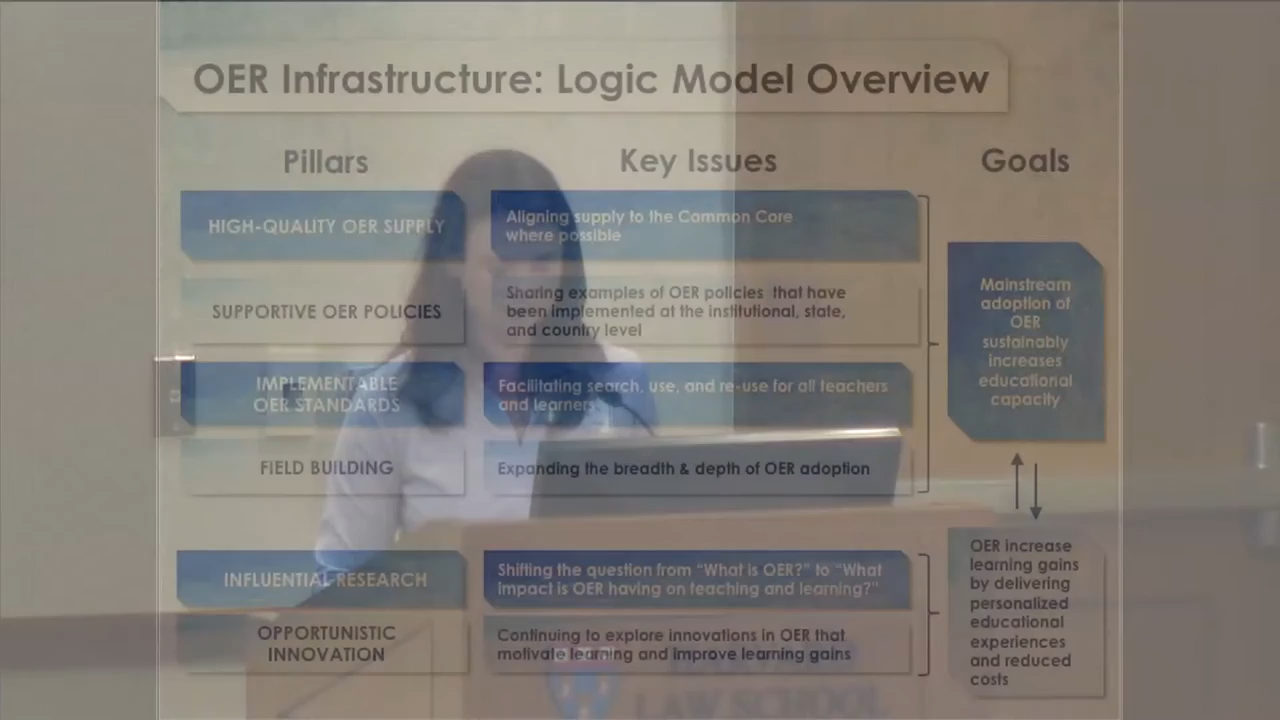 OER Infrastructure: Logic Model Overview
Pillars
Key Issues
Goals
HIGH-QUALITY OER SUPPLY
Aligning supply to the Common Core
where possible
SUPPORTIVE OER POLICIES
Sharing examples of OER policies that have
been implemented at the institutional, state,
and country level
IMPLEMENTABLE
OER STANDARDS
Facilitating search, use, and re-use for all teachers
and learners
FIELD BUILDING
Expanding the breadth & depth of OER adoption
Mainstream
adoption of
OER
sustainably
increases
educational
capacity
INFLUENTIAL RESEARCH
Shifting the question from “What is OER?” to “What
impact is OER having on teaching and learning?”
OPPORTUNISTIC
INNOVATION
Continuing to explore innovations in OER that
motivate learning and improve learning gains
OER increase
learning gains
by delivering
personalized
educational
experiences
and reduced
costs
LAW SCHOOL